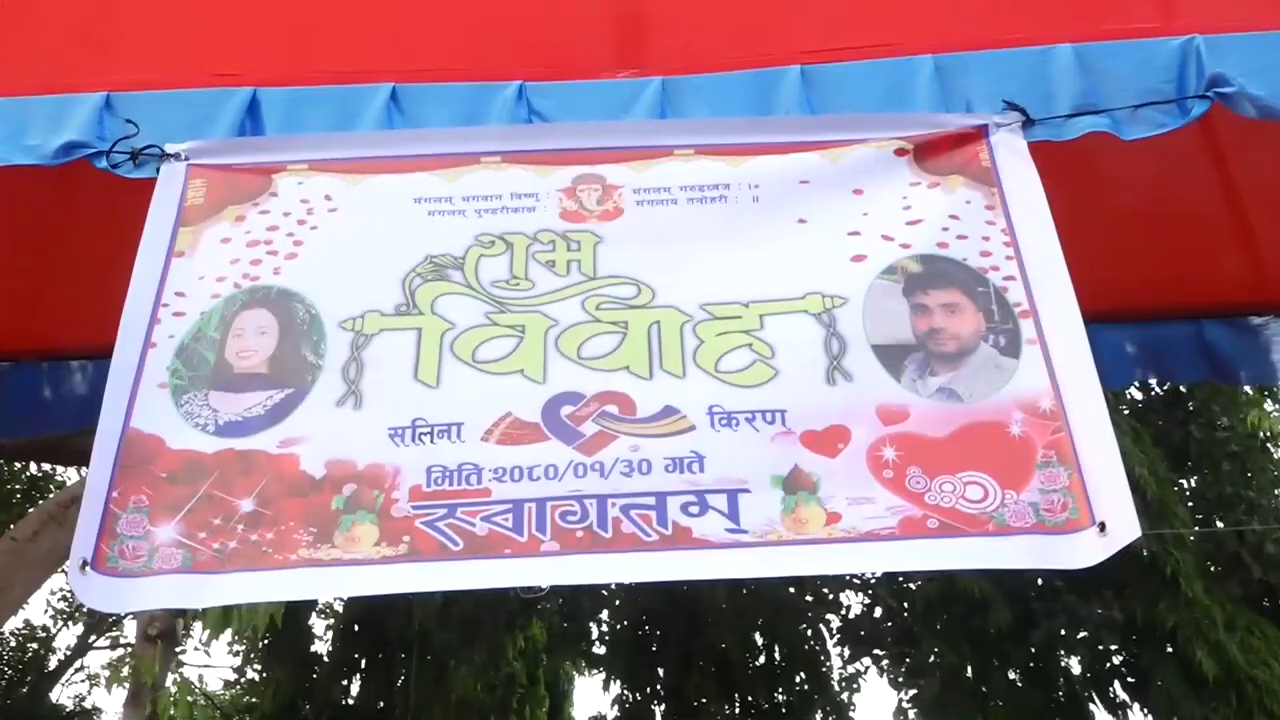 मंगलम् भगवान विष्णु :
मंगलम् गरुडध्वज : ।
मंगलम् पुण्डरीकाक्ष :
मंगलाय तनोहरी : ॥
शुभ
विवाह
सलिना
किरण
मिति:२०८०/०१/३० गते
स्वागतम्